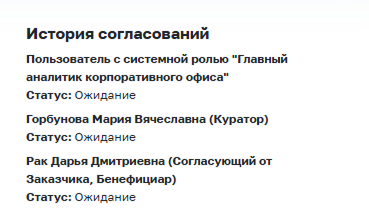 История согласований
Пользователь с системной ролью "Главный
аналитик корпоративного офиса"
Статус: Ожидание
Горбунова Мария Вячеславна (Куратор)
Статус: Ожидание
Рак Дарья Дмитриевна (Согласующий от
Заказчика, Бенефициар)
Статус: Ожидание